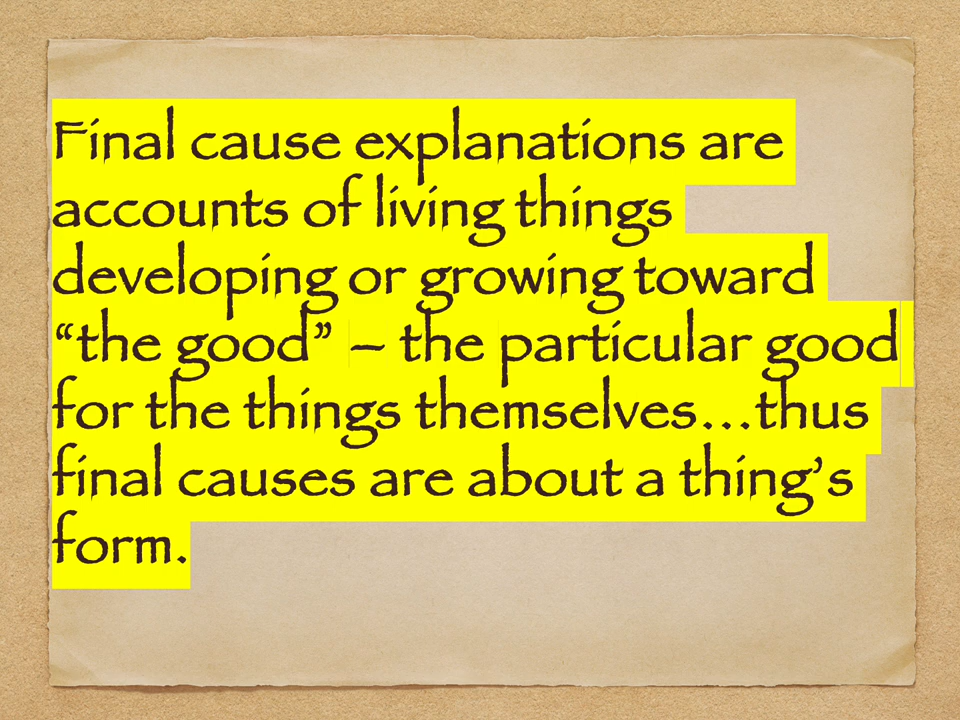 Final cause explanations are
accounts of living things
developing or growing toward
“the good” – the particular good
for the things themselves...thus
final causes are about a thing’s
form.